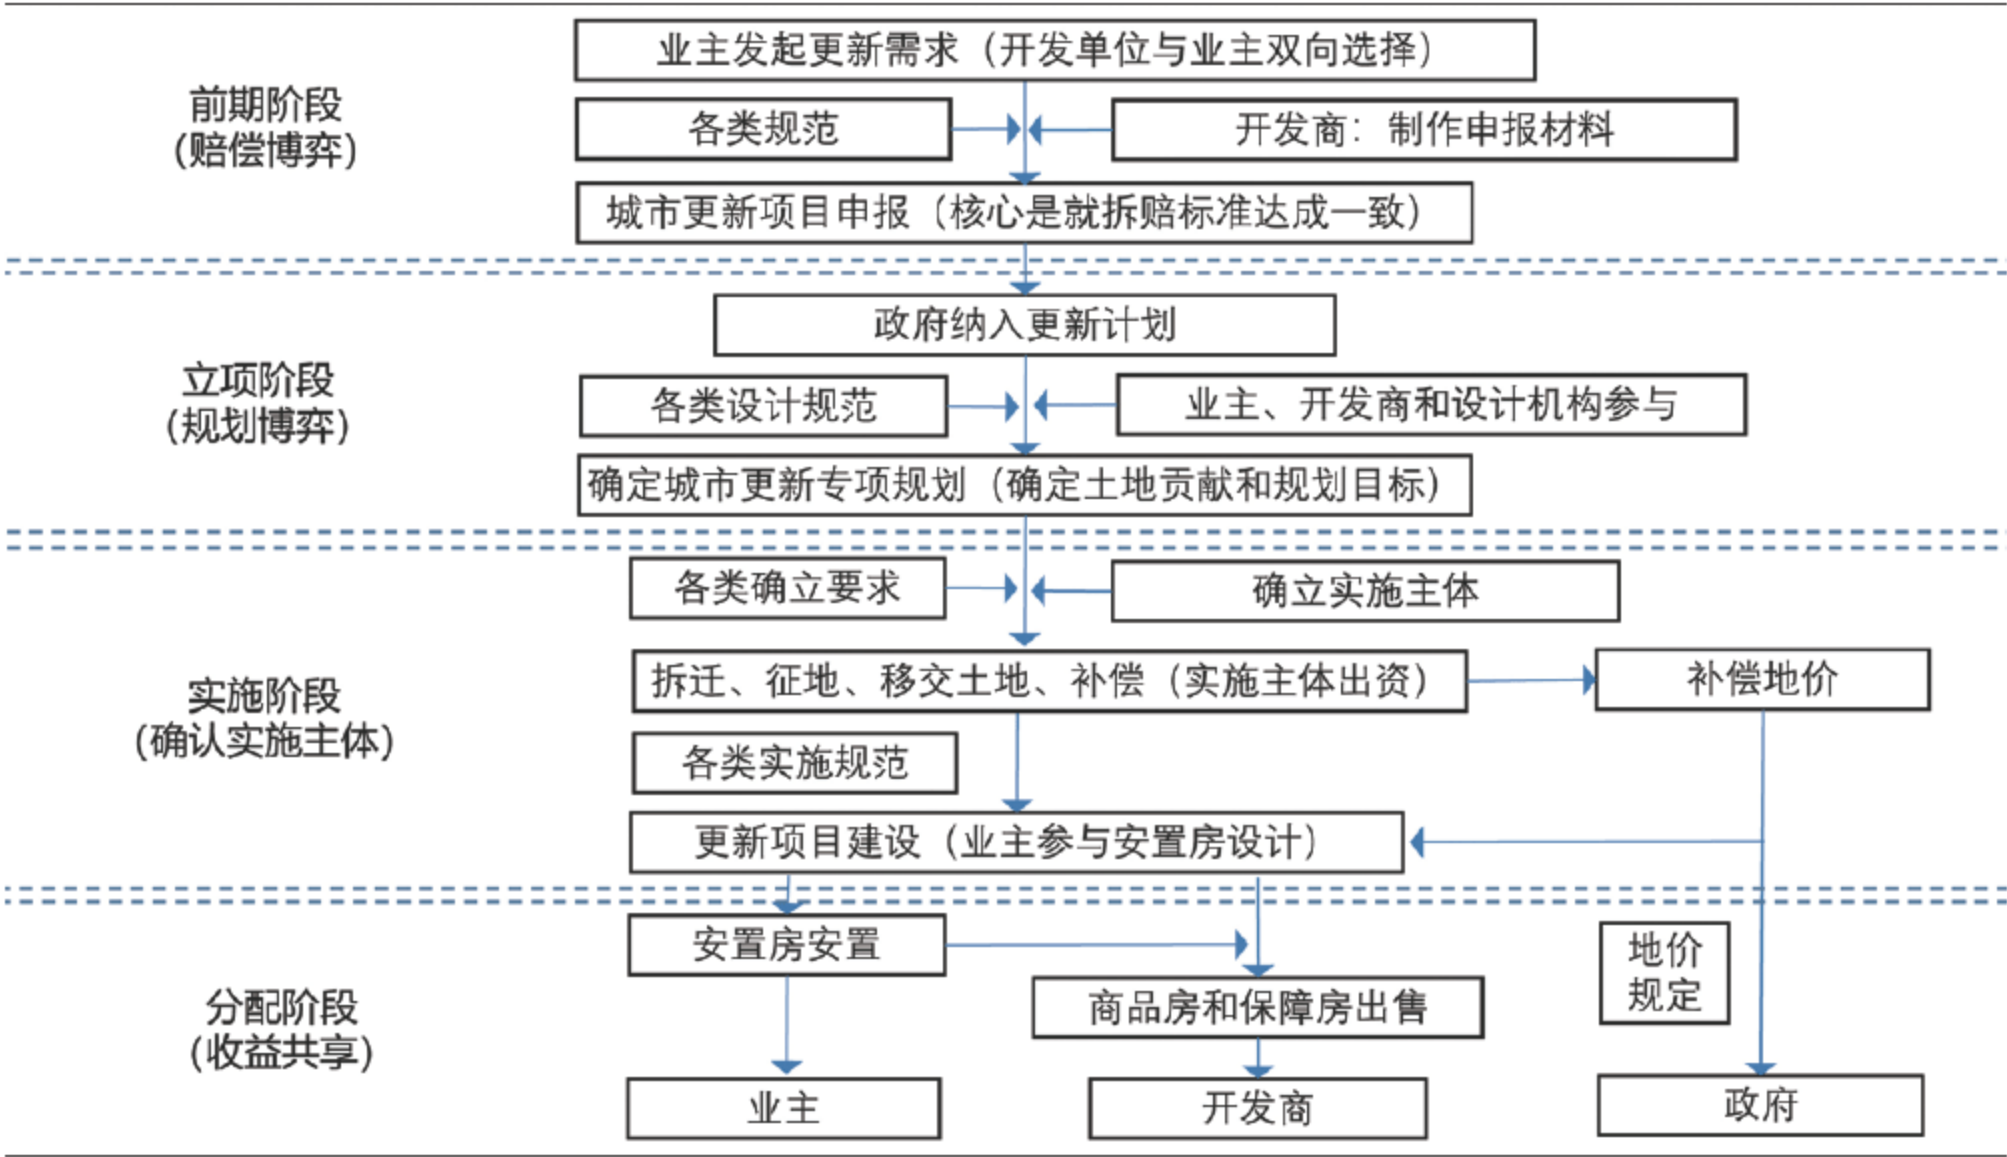 业主发起更新需求（开发单位与业主双向选择）
前期阶段
（赔偿博弈）
各类规范
开发商：制作申报材料
城市更新项目申报（核心是就拆赔标准达成一致）
政府纳入更新计划
立项阶段
（规划博弈）
各类设计规范
业主、开发商和设计机构参与
确定城市更新专项规划（确定土地贡献和规划目标）
各类确立要求
确立实施主体
实施阶段
（确认实施主体）
拆迁、征地、移交土地、补偿（实施主体出资）
补偿地价
各类实施规范
更新项目建设（业主参与安置房设计）
安置房安置
地价
规定
分配阶段
（收益共享）
商品房和保障房出售
业主
开发商
政府